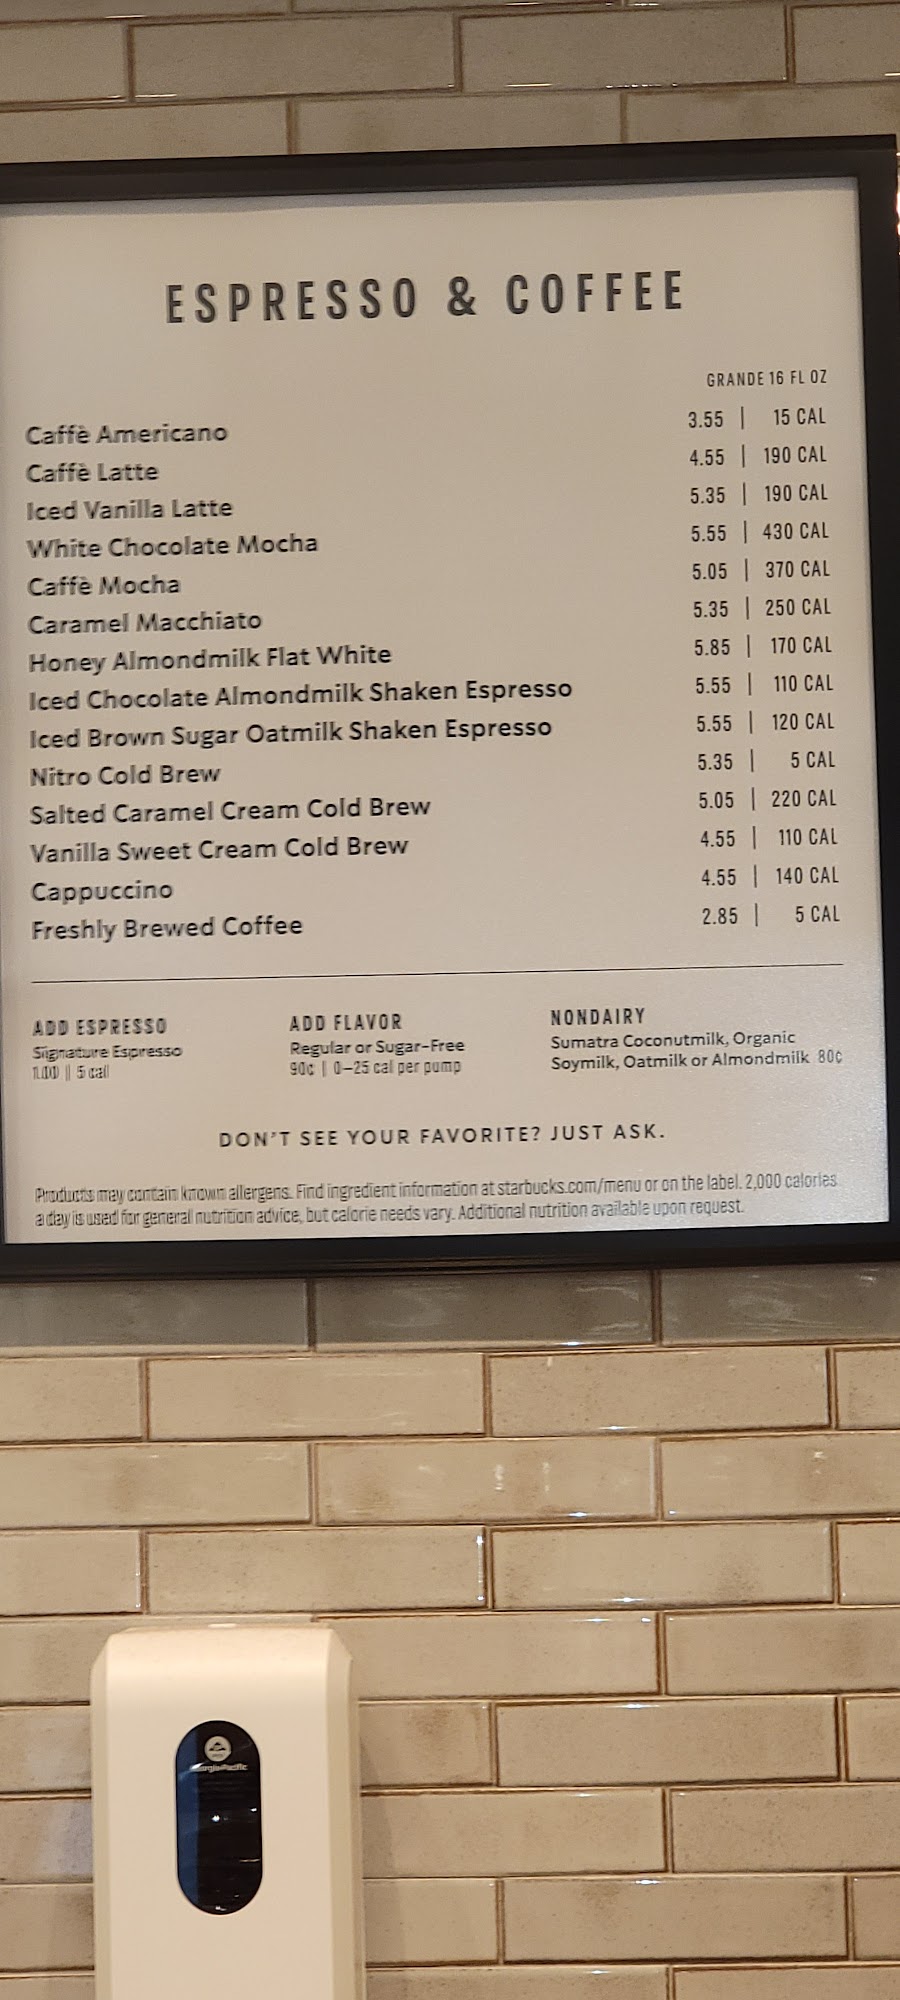 ESPRESSO & COFFEE
GRANDE 16 FL OZ
Caffè Americano 3.55 | 15 CAL
Caffè Latte 4.55 | 190 CAL
Iced Vanilla Latte 5.35 | 190 CAL
White Chocolate Mocha 5.55 | 430 CAL
Caffè Mocha 5.05 | 370 CAL
Caramel Macchiato 5.35 | 250 CAL
Honey Almondmilk Flat White 5.85 | 170 CAL
Iced Chocolate Almondmilk Shaken Espresso 5.55 | 110 CAL
Iced Brown Sugar Oatmilk Shaken Espresso 5.55 | 120 CAL
Nitro Cold Brew 5.35 | 5 CAL
Salted Caramel Cream Cold Brew 5.05 | 220 CAL
Vanilla Sweet Cream Cold Brew 4.55 | 110 CAL
Cappuccino 4.55 | 140 CAL
Freshly Brewed Coffee 2.85 | 5 CAL
ADD ESPRESSO
Signature Espresso
1.00 | 5 cal
ADD FLAVOR
Regular or Sugar-Free
90¢ | 0–25 cal per pump
NONDAIRY
Sumatra Coconutmilk, Organic
Soymilk, Oatmilk or Almondmilk 80¢
DON'T SEE YOUR FAVORITE? JUST ASK.
Products may contain known allergens. Find ingredient information at starbucks.com/menu or on the label. 2,000 calories
a day is used for general nutrition advice, but calorie needs vary. Additional nutrition available upon request.
Georgia-Pacific